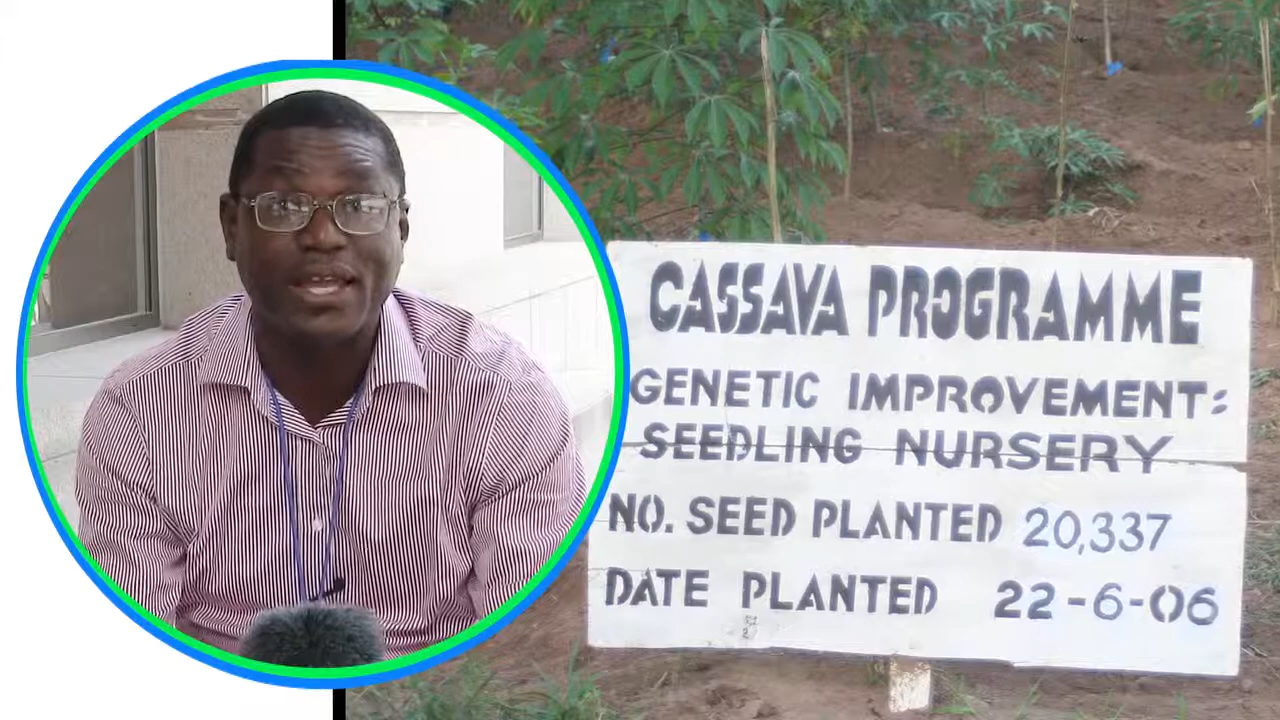 CASSAVA PROGRAMME
GENETIC IMPROVEMENT:
SEEDLING NURSERY
NO. SEED PLANTED 20,337
DATE PLANTED 22-6-06